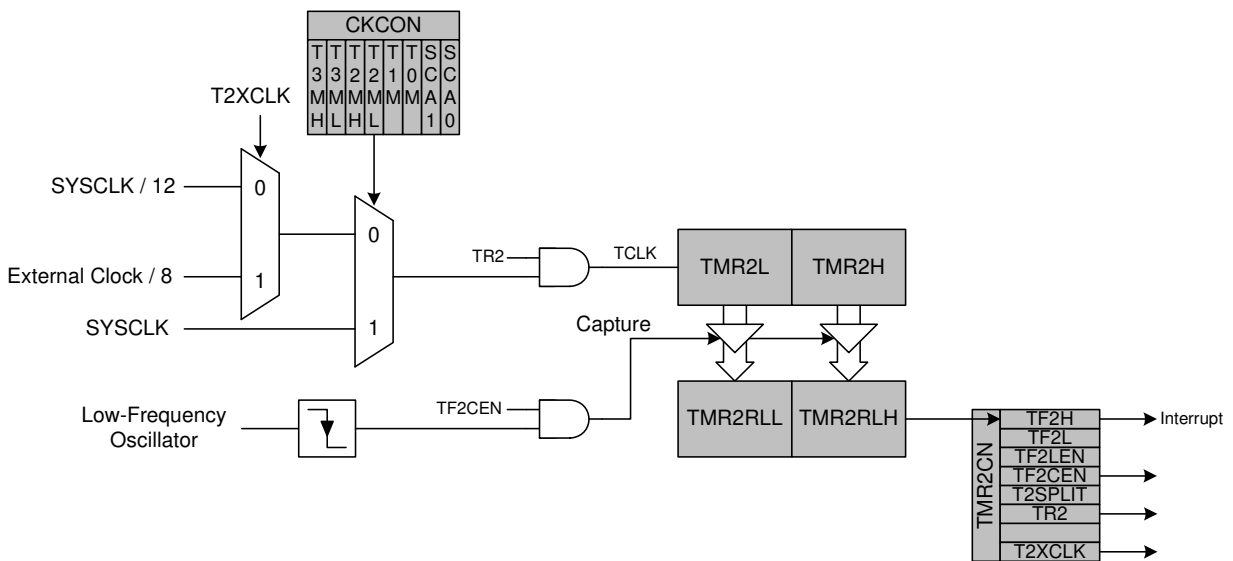 CKCON
T3MH
T3ML
T2MH
T2ML
T1M
T0M
SCA1
SCA0
T2XCLK
SYSCLK / 12
0
External Clock / 8
1
SYSCLK
0
1
TR2
TCLK
TMR2L
TMR2H
Capture
TMR2RLL
TMR2RLH
Low-Frequency
Oscillator
TF2CEN
TMR2CN
TF2H
TF2L
TF2LEN
TF2CEN
T2SPLIT
TR2
T2XCLK
Interrupt